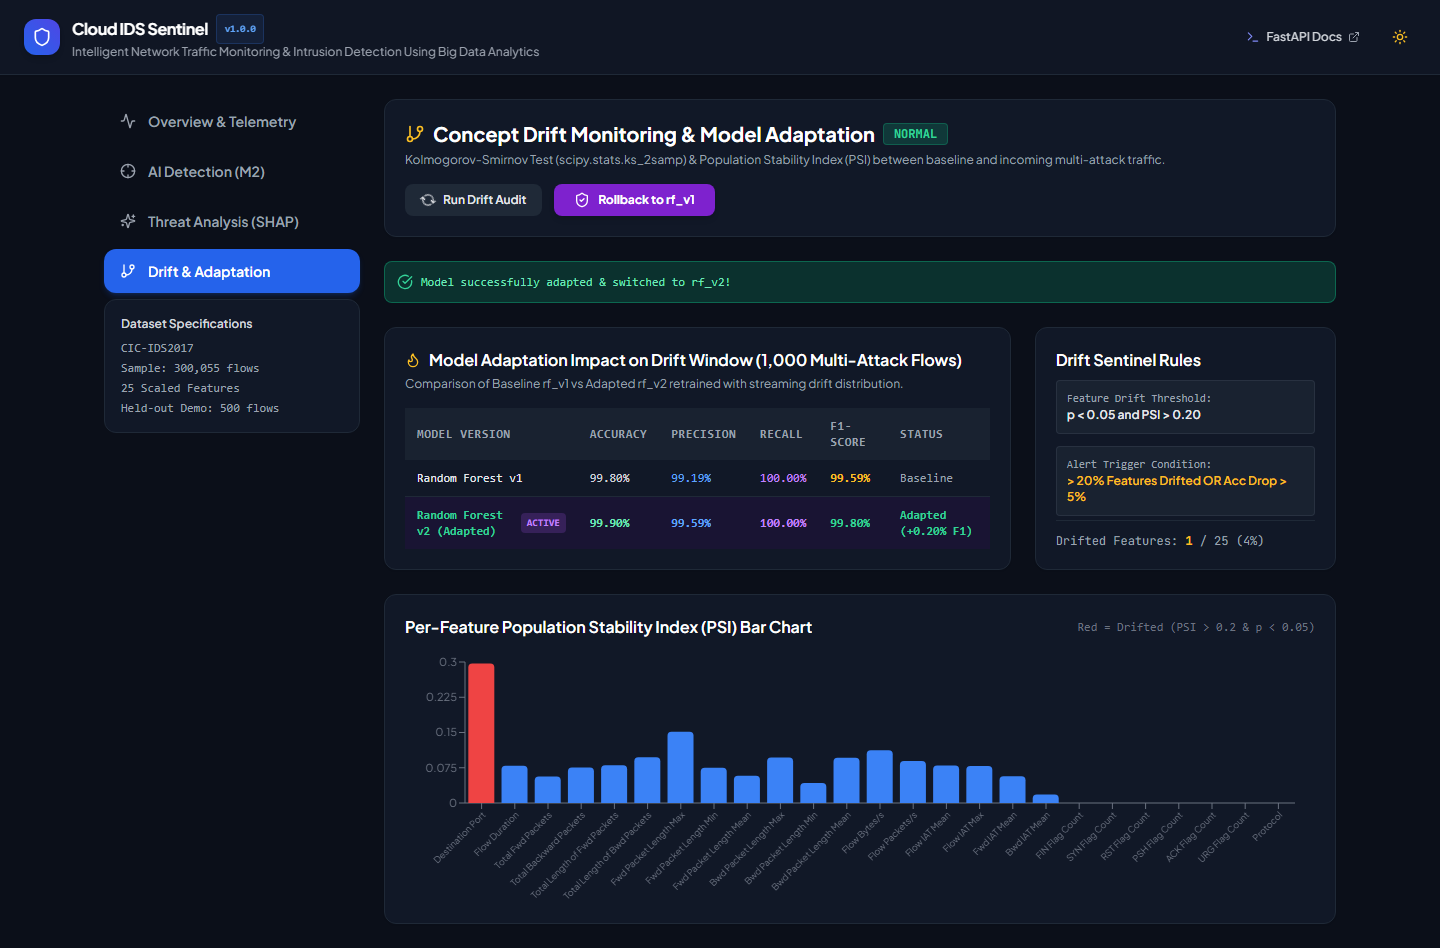 Cloud IDS Sentinel v1.0.0
Intelligent Network Traffic Monitoring & Intrusion Detection Using Big Data Analytics
FastAPI Docs
Overview & Telemetry
AI Detection (M2)
Threat Analysis (SHAP)
Drift & Adaptation
Dataset Specifications
CIC-IDS2017
Sample: 300,055 flows
25 Scaled Features
Held-out Demo: 500 flows
Concept Drift Monitoring & Model Adaptation NORMAL
Kolmogorov-Smirnov Test (scipy.stats.ks_2samp) & Population Stability Index (PSI) between baseline and incoming multi-attack traffic.
Run Drift Audit
Rollback to rf_v1
Model successfully adapted & switched to rf_v2!
Model Adaptation Impact on Drift Window (1,000 Multi-Attack Flows)
Comparison of Baseline rf_v1 vs Adapted rf_v2 retrained with streaming drift distribution.
MODEL VERSION ACCURACY PRECISION RECALL F1-SCORE STATUS
Random Forest v1 99.80% 99.19% 100.00% 99.59% Baseline
Random Forest v2 (Adapted) ACTIVE 99.90% 99.59% 100.00% 99.80% Adapted (+0.20% F1)
Drift Sentinel Rules
Feature Drift Threshold:
p < 0.05 and PSI > 0.20
Alert Trigger Condition:
> 20% Features Drifted OR Acc Drop >
5%
Drifted Features: 1 / 25 (4%)
Per-Feature Population Stability Index (PSI) Bar Chart
Red = Drifted (PSI > 0.2 & p < 0.05)
0.3
0.225
0.15
0.075
0
Destination Port
Flow Duration
Total Fwd Packets
Total Backward Packets
Total Length of Fwd Packets
Total Length of Bwd Packets
Fwd Packet Length Max
Fwd Packet Length Min
Fwd Packet Length Mean
Bwd Packet Length Max
Bwd Packet Length Min
Bwd Packet Length Mean
Flow Bytes/s
Flow Packets/s
Flow IAT Mean
Flow IAT Max
Fwd IAT Mean
Bwd IAT Mean
FIN Flag Count
SYN Flag Count
RST Flag Count
PSH Flag Count
ACK Flag Count
URG Flag Count
Protocol